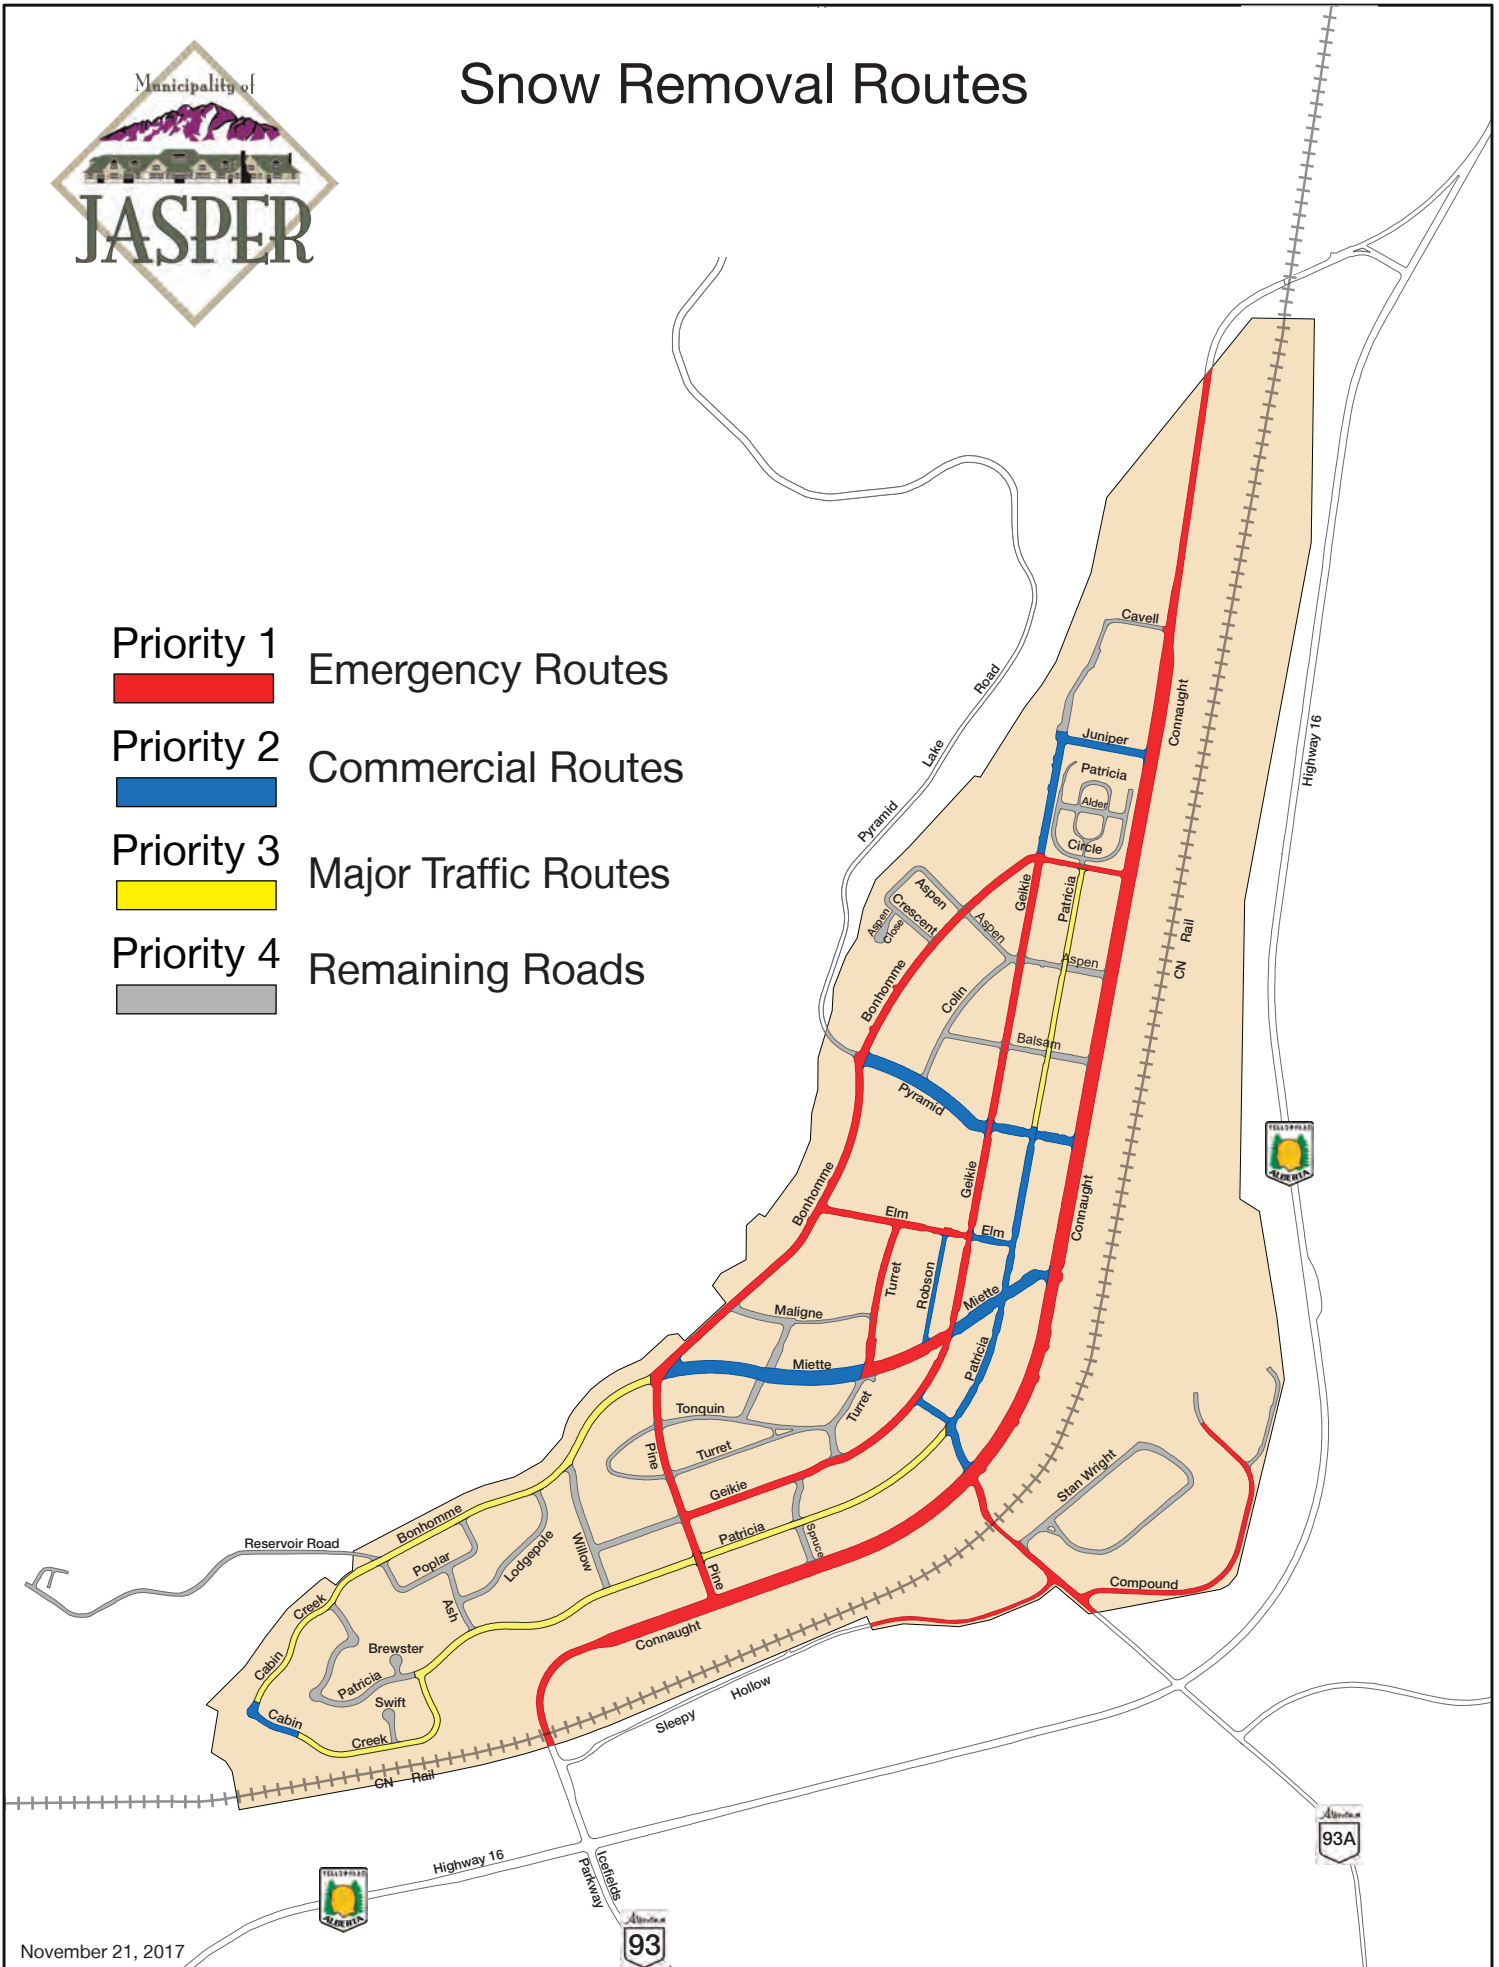 Snow Removal Routes
Municipality of
JASPER
Priority 1
Emergency Routes
Priority 2
Commercial Routes
Priority 3
Major Traffic Routes
Priority 4
Remaining Roads
Cavell
Connaught
Road
Lake
Pyramid
Highway 16
Juniper
Patricia
Alder
Circle
Geikie
Patricia
Aspen
Crescent
Aspen
Close
Aspen
Aspen
CN Rail
Bonhomme
Colin
Balsam
Pyramid
TELLOWHEAD
ALBERTA
Bonhomme
Geikie
Connaught
Elm
Elm
Turret
Robson
Miette
Maligne
Miette
Patricia
Tonquin
Turret
Pine
Turret
Geikie
Stan Wright
Bonhomme
Reservoir Road
Poplar
Lodgepole
Willow
Patricia
Spruce
Pine
Compound
Creek
Ash
Cabin
Brewster
Patricia
Swift
Connaught
Cabin
Creek
Hollow
Sleepy
CN Rail
93A
Highway 16
Icefields
Parkway
ALBERTA
93
November 21, 2017